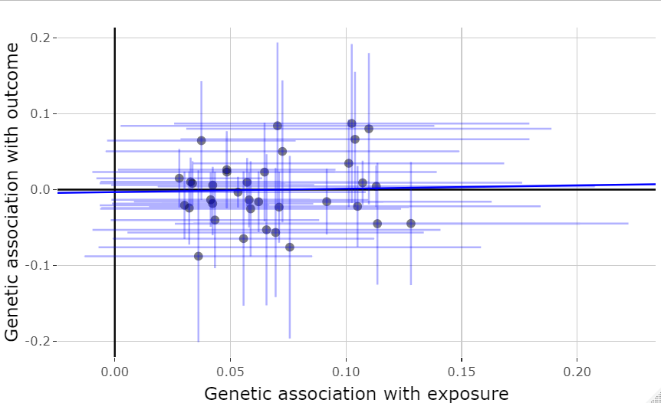 Genetic association with outcome
0.2
0.1
0.0
-0.1
-0.2
0.00 0.05 0.10 0.15 0.20
Genetic association with exposure